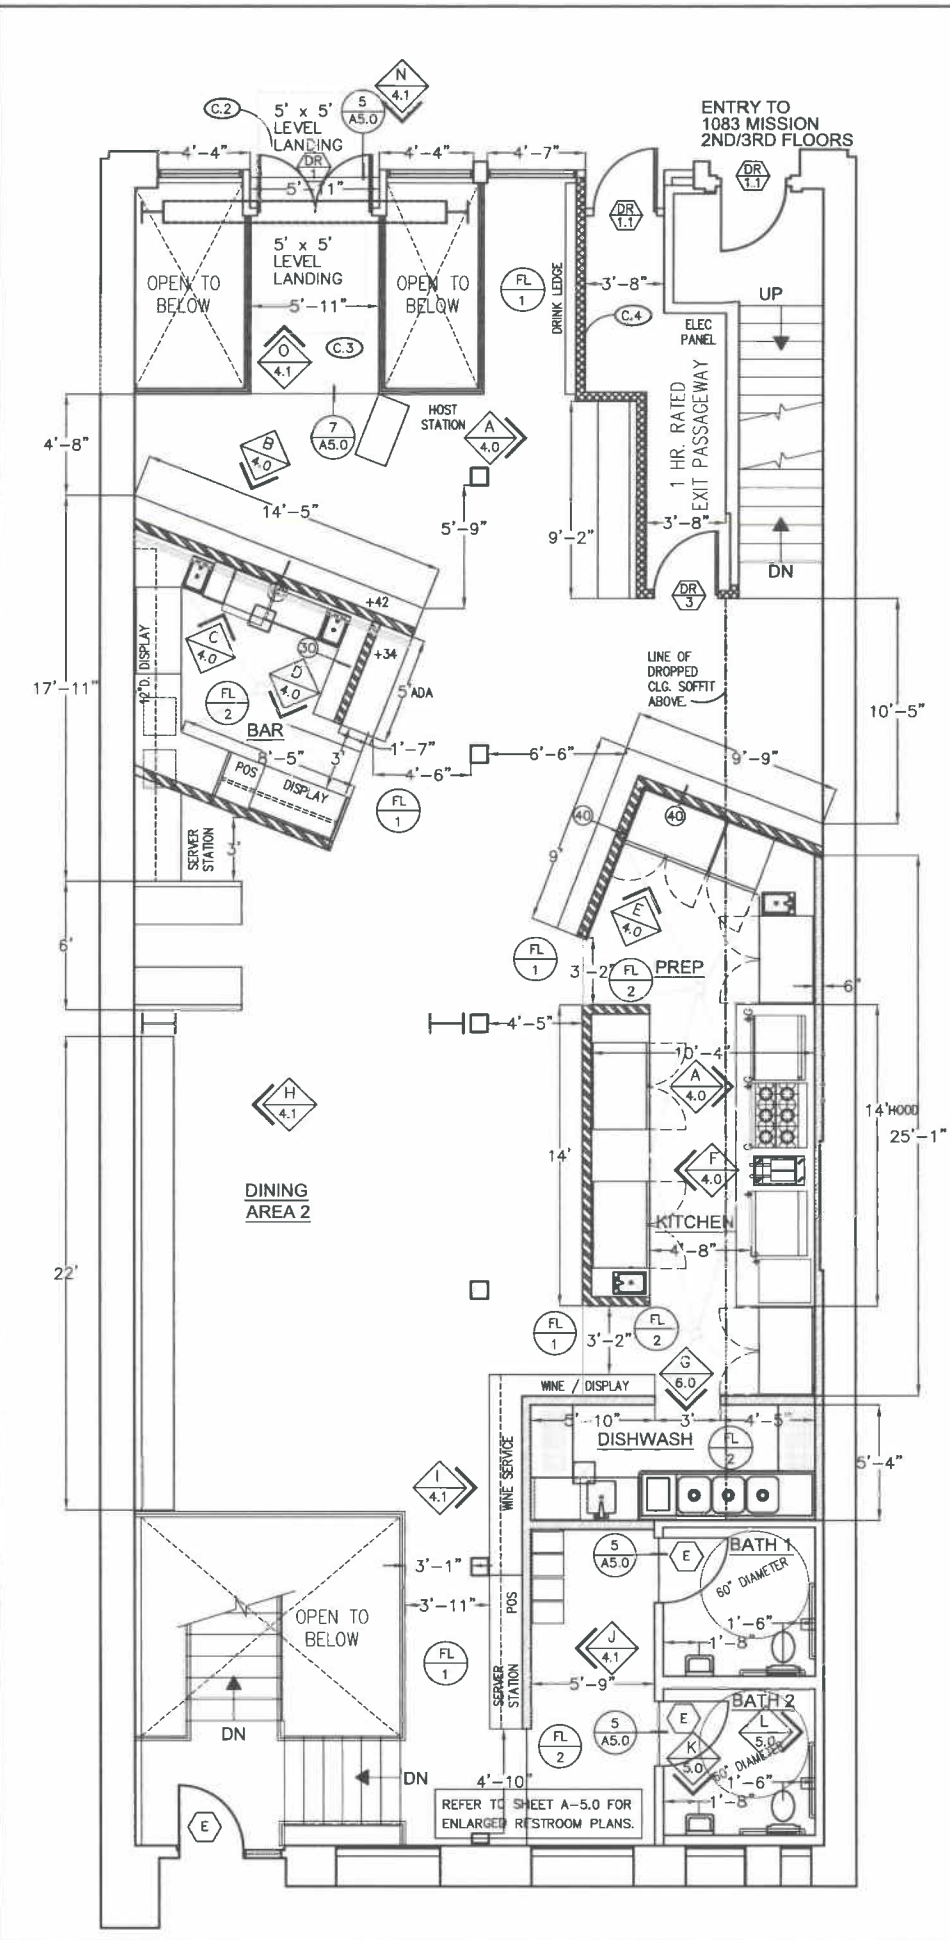 N
4.1
C.2
5' x 5'
LEVEL
LANDING
5
A5.0
DR
1
ENTRY TO
1083 MISSION
2ND/3RD FLOORS
4'-4"
4'-4"
4'-7"
DR
1.1
5'-11"
DR
1.1
5' x 5'
LEVEL
LANDING
OPEN TO
BELOW
OPEN TO
BELOW
FL
1
DRINK LEDGE
3'-8"
UP
5'-11"
C.4
ELEC
PANEL
O
4.1
C.3
1 HR. RATED
EXIT PASSAGEWAY
HOST
STATION
7
A5.0
A
4.0
4'-8"
B
4.0
14'-5"
5'-9"
9'-2"
3'-8"
DN
DR
3
+42
C
4.0
30
+34
D
4.0
12"D. DISPLAY
FL
2
5' ADA
LINE OF
DROPPED
CLG. SOFFIT
ABOVE.
17'-11"
10'-5"
BAR
8'-5"
3'
1'-7"
4'-6"
6'-6"
9'-9"
POS
DISPLAY
FL
1
40
40
SERVER
STATION
3'
9'
E
4.0
6'
FL
1
3'-2"
FL
2
PREP
6"
4'-5"
10'-4"
A
4.0
H
4.1
14' HOOD
25'-1"
14'
F
4.0
DINING
AREA 2
KITCHEN
4'-8"
22'
FL
1
3'-2"
FL
2
G
6.0
WINE / DISPLAY
5'-10"
3'
4'-5"
DISHWASH
FL
2
5'-4"
WINE SERVICE
I
4.1
5
A5.0
E
BATH 1
60" DIAMETER
3'-1"
3'-11"
POS
OPEN TO
BELOW
1'-6"
1'-8"
J
4.1
FL
1
SERVER
STATION
5'-9"
BATH 2
E
5
A5.0
L
5.0
FL
2
K
5.0
60" DIAMETER
DN
DN
4'-10"
1'-6"
1'-8"
REFER TO SHEET A-5.0 FOR
ENLARGED RESTROOM PLANS.
E